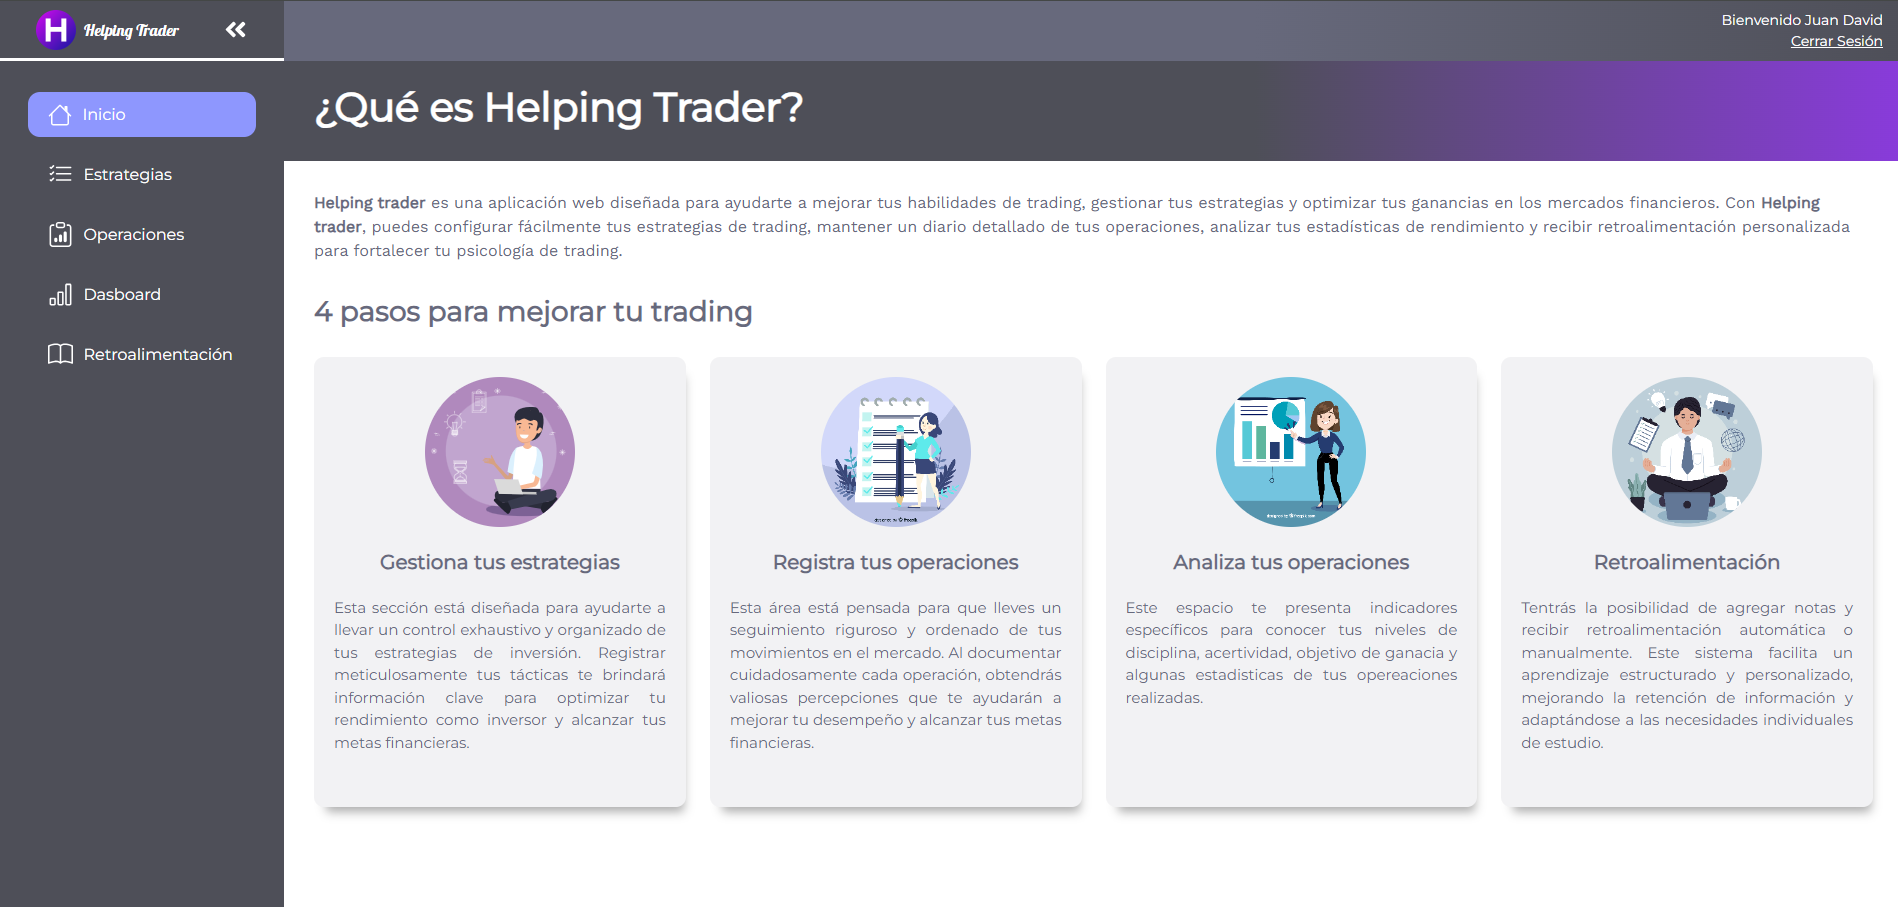 H Helping Trader
Bienvenido Juan David
Cerrar Sesión
Inicio
Estrategias
Operaciones
Dasboard
Retroalimentación
¿Qué es Helping Trader?
Helping trader es una aplicación web diseñada para ayudarte a mejorar tus habilidades de trading, gestionar tus estrategias y optimizar tus ganancias en los mercados financieros. Con Helping
trader, puedes configurar fácilmente tus estrategias de trading, mantener un diario detallado de tus operaciones, analizar tus estadísticas de rendimiento y recibir retroalimentación personalizada
para fortalecer tu psicología de trading.
4 pasos para mejorar tu trading
Gestiona tus estrategias
Esta sección está diseñada para ayudarte a
llevar un control exhaustivo y organizado de
tus estrategias de inversión. Registrar
meticulosamente tus tácticas te brindará
información clave para optimizar tu
rendimiento como inversor y alcanzar tus
metas financieras.
designed by freepik
Registra tus operaciones
Esta área está pensada para que lleves un
seguimiento riguroso y ordenado de tus
movimientos en el mercado. Al documentar
cuidadosamente cada operación, obtendrás
valiosas percepciones que te ayudarán a
mejorar tu desempeño y alcanzar tus metas
financieras.
designed by freepik.com
Analiza tus operaciones
Este espacio te presenta indicadores
específicos para conocer tus niveles de
disciplina, acertividad, objetivo de ganacia y
algunas estadisticas de tus opereaciones
realizadas.
Retroalimentación
Tentrás la posibilidad de agregar notas y
recibir retroalimentación automática o
manualmente. Este sistema facilita un
aprendizaje estructurado y personalizado,
mejorando la retención de información y
adaptándose a las necesidades individuales
de estudio.